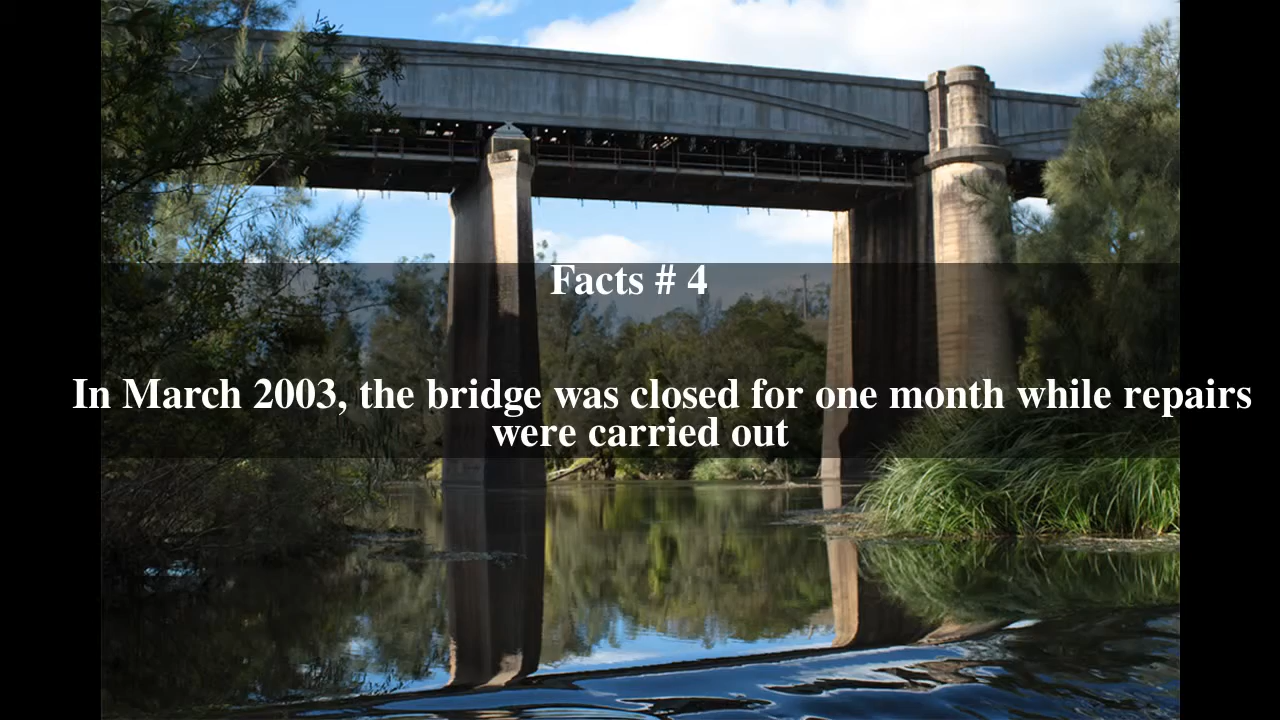 Facts # 4
In March 2003, the bridge was closed for one month while repairs
were carried out